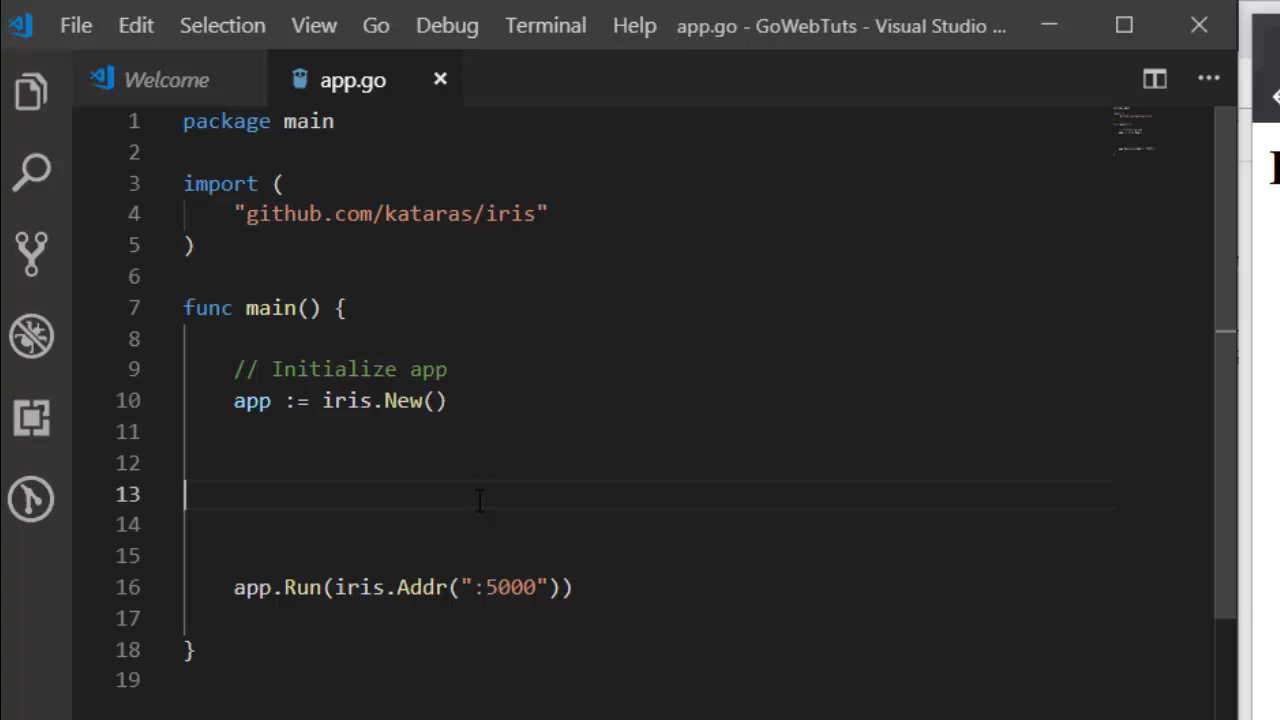 File Edit Selection View Go Debug Terminal Help app.go - GoWebTuts - Visual Studio ...
Welcome app.go
1 package main
2
3 import (
4 "github.com/kataras/iris"
5 )
6
7 func main() {
8
9 // Initialize app
10 app := iris.New()
11
12
13
14
15
16 app.Run(iris.Addr(":5000"))
17
18 }
19